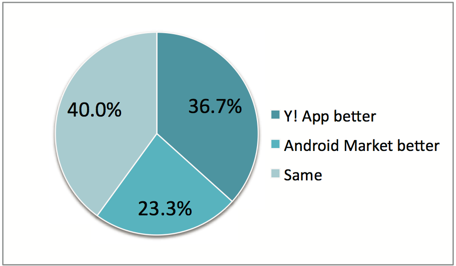 40.0%
36.7%
23.3%
Y! App better
Android Market better
Same